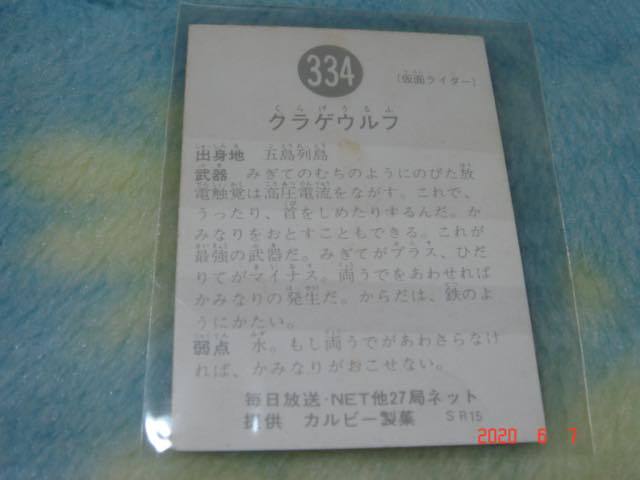 334
(仮面ライダー)
くらげうるふ
クラゲウルフ
出身地 五島列島
武器 みぎてのむちのようにのびた放
電触覚は高圧電流をながす。これで、
うったり、首をしめたりするんだ。か
みなりをおとすこともできる。これが
最強の武器だ。みぎてがプラス、ひだ
りてがマイナス。両うでをあわせれば
かみなりの発生だ。からだは、鉄のよ
うにかたい。
弱点 水。もし両うでがあわさらなけ
れば、かみなりがおこせない。
毎日放送・NET他27局ネット
提供 カルビー製菓 SR15
2020 6 7